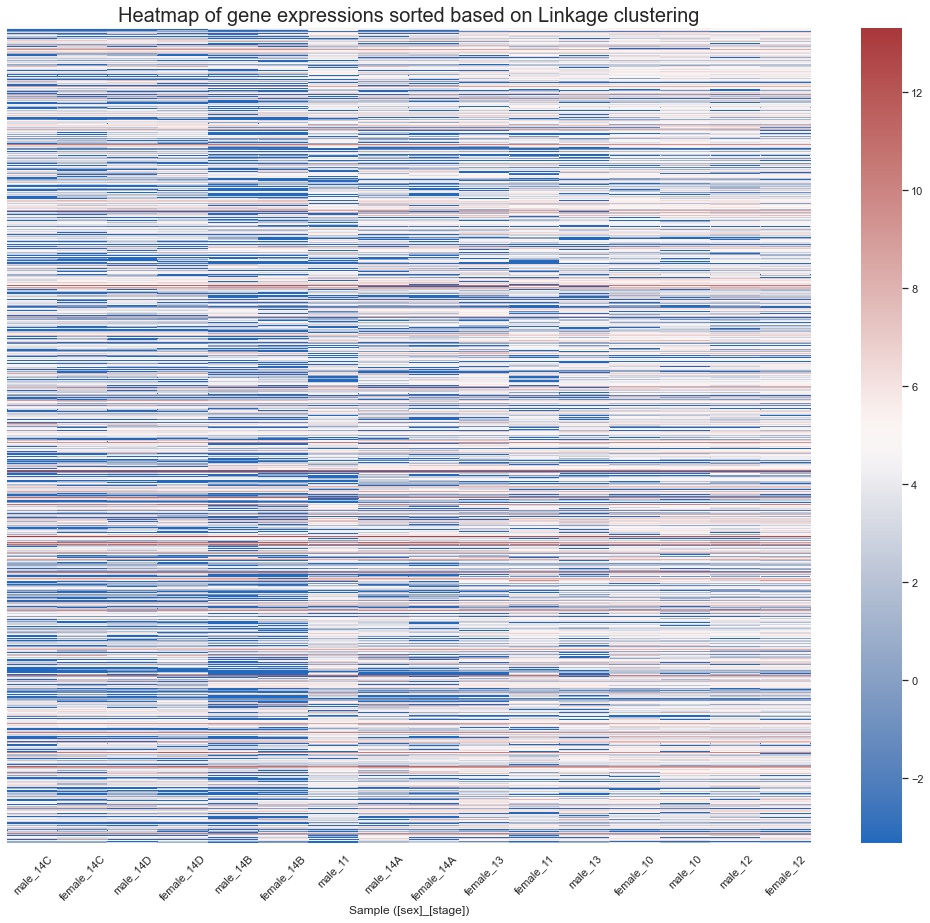 Heatmap of gene expressions sorted based on Linkage clustering
12
10
8
6
4
2
0
−2
male_14C
female_14C
male_14D
female_14D
male_14B
female_14B
male_11
male_14A
female_14A
female_13
female_11
male_13
female_10
male_10
male_12
female_12
Sample ([sex]_[stage])